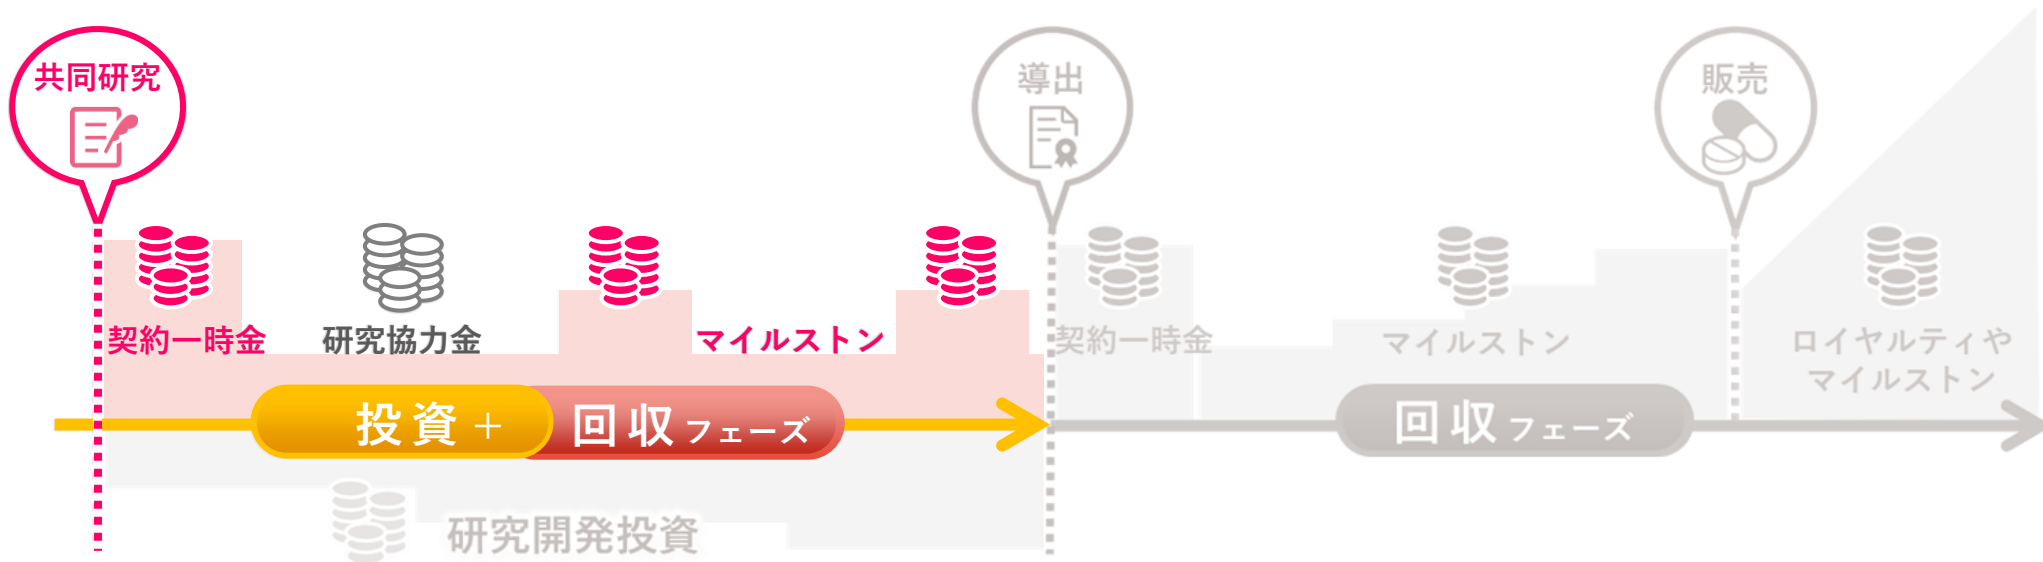 共同研究
導出
販売
契約一時金
研究協力金
マイルストン
契約一時金
マイルストン
ロイヤルティや
マイルストン
投資＋
回収フェーズ
回収フェーズ
研究開発投資